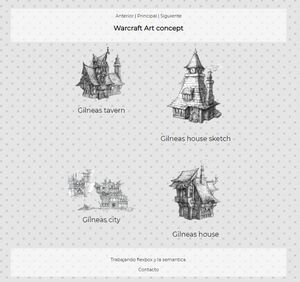 Anterior | Principal | Siguiente
Warcraft Art concept
Gilneas tavern
Gilneas house sketch
Gilneas city
Gilneas house
Trabajando flexbox y la semantica
Contacto